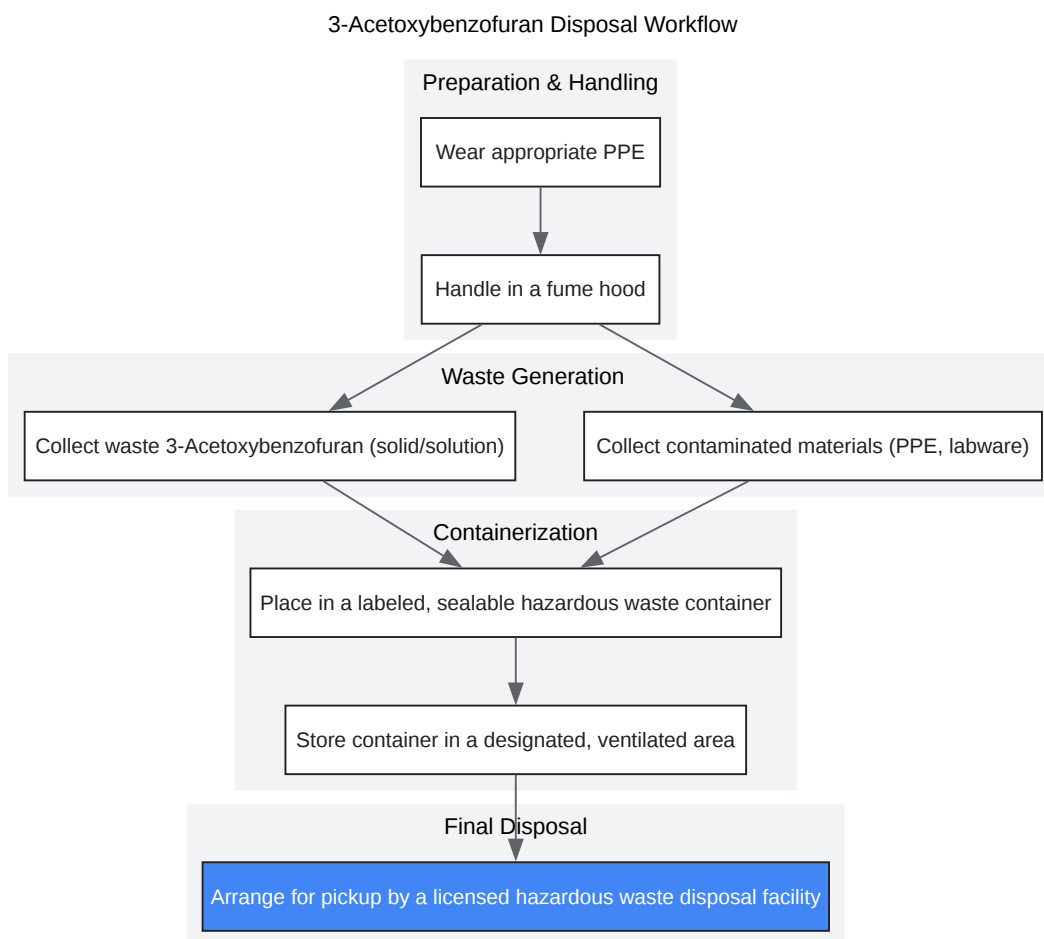 3-Acetoxybenzofuran Disposal Workflow
Preparation & Handling
Wear appropriate PPE
Handle in a fume hood
Waste Generation
Collect waste 3-Acetoxybenzofuran (solid/solution)
Collect contaminated materials (PPE, labware)
Containerization
Place in a labeled, sealable hazardous waste container
Store container in a designated, ventilated area
Final Disposal
Arrange for pickup by a licensed hazardous waste disposal facility